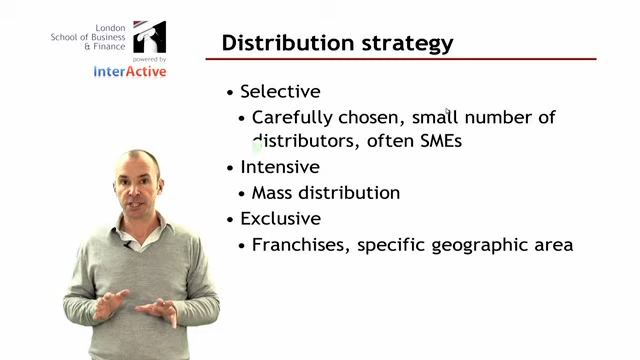 London
School of Business
& Finance
powered by
InterActive
Distribution strategy
• Selective
• Carefully chosen, small number of
distributors, often SMEs
• Intensive
• Mass distribution
• Exclusive
• Franchises, specific geographic area